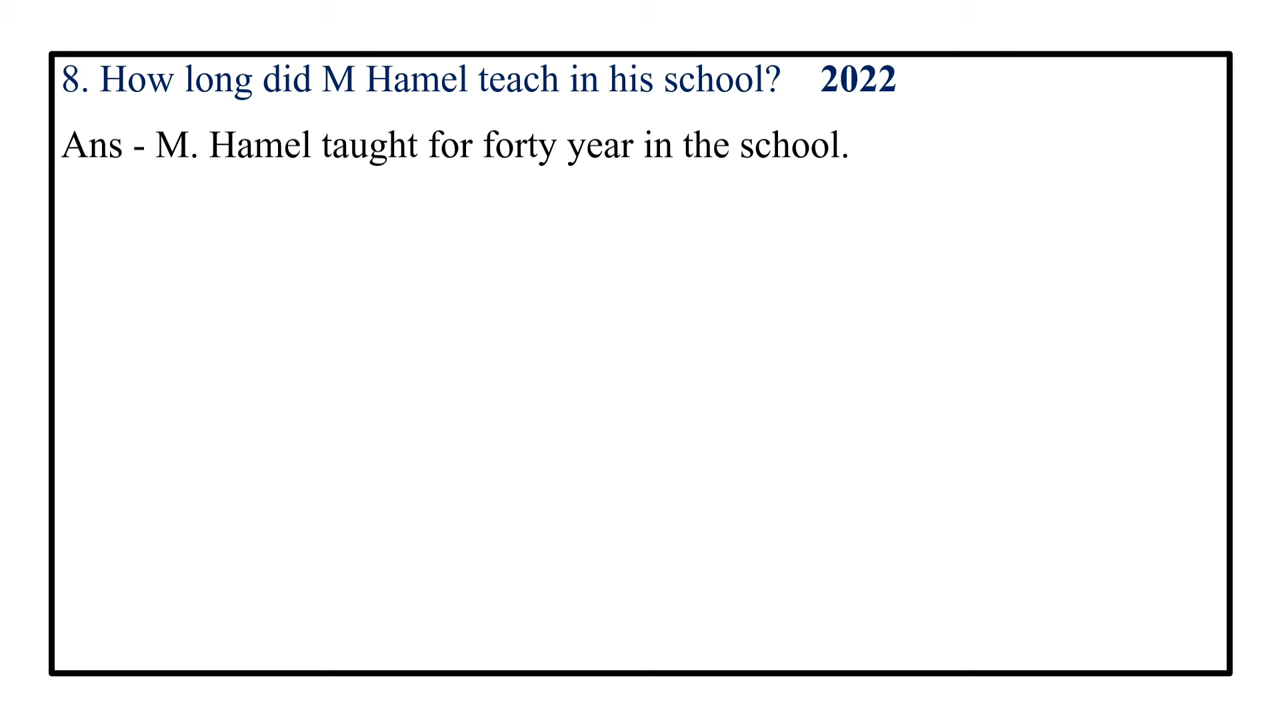 8. How long did M Hamel teach in his school? 2022
Ans - M. Hamel taught for forty year in the school.